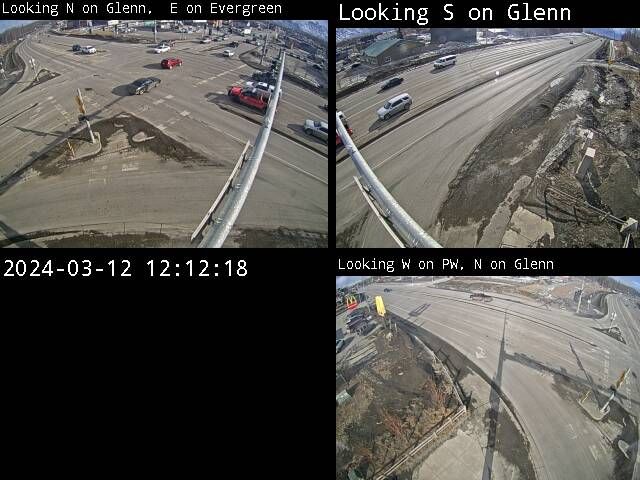 Looking N on Glenn,  E on Evergreen
Looking S on Glenn
2024-03-12 12:12:18
Looking W on PW, N on Glenn